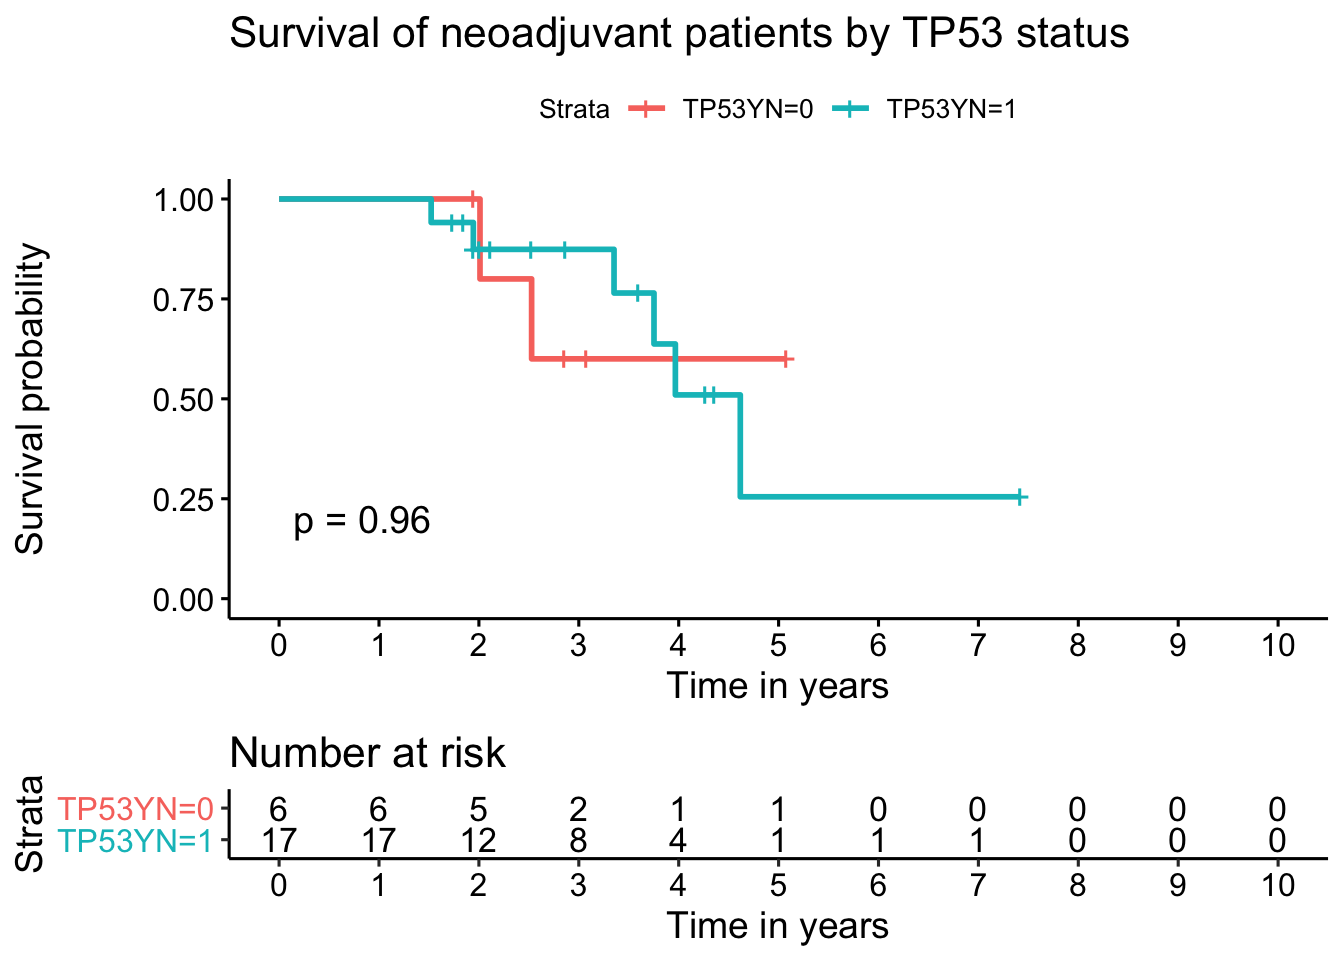 Survival of neoadjuvant patients by TP53 status
Strata TP53YN=0 TP53YN=1
Survival probability
1.00
0.75
0.50
0.25
0.00
p = 0.96
0 1 2 3 4 5 6 7 8 9 10
Time in years
Number at risk
Strata
TP53YN=0 6 6 5 2 1 1 0 0 0 0 0
TP53YN=1 17 17 12 8 4 1 1 1 0 0 0
0 1 2 3 4 5 6 7 8 9 10
Time in years